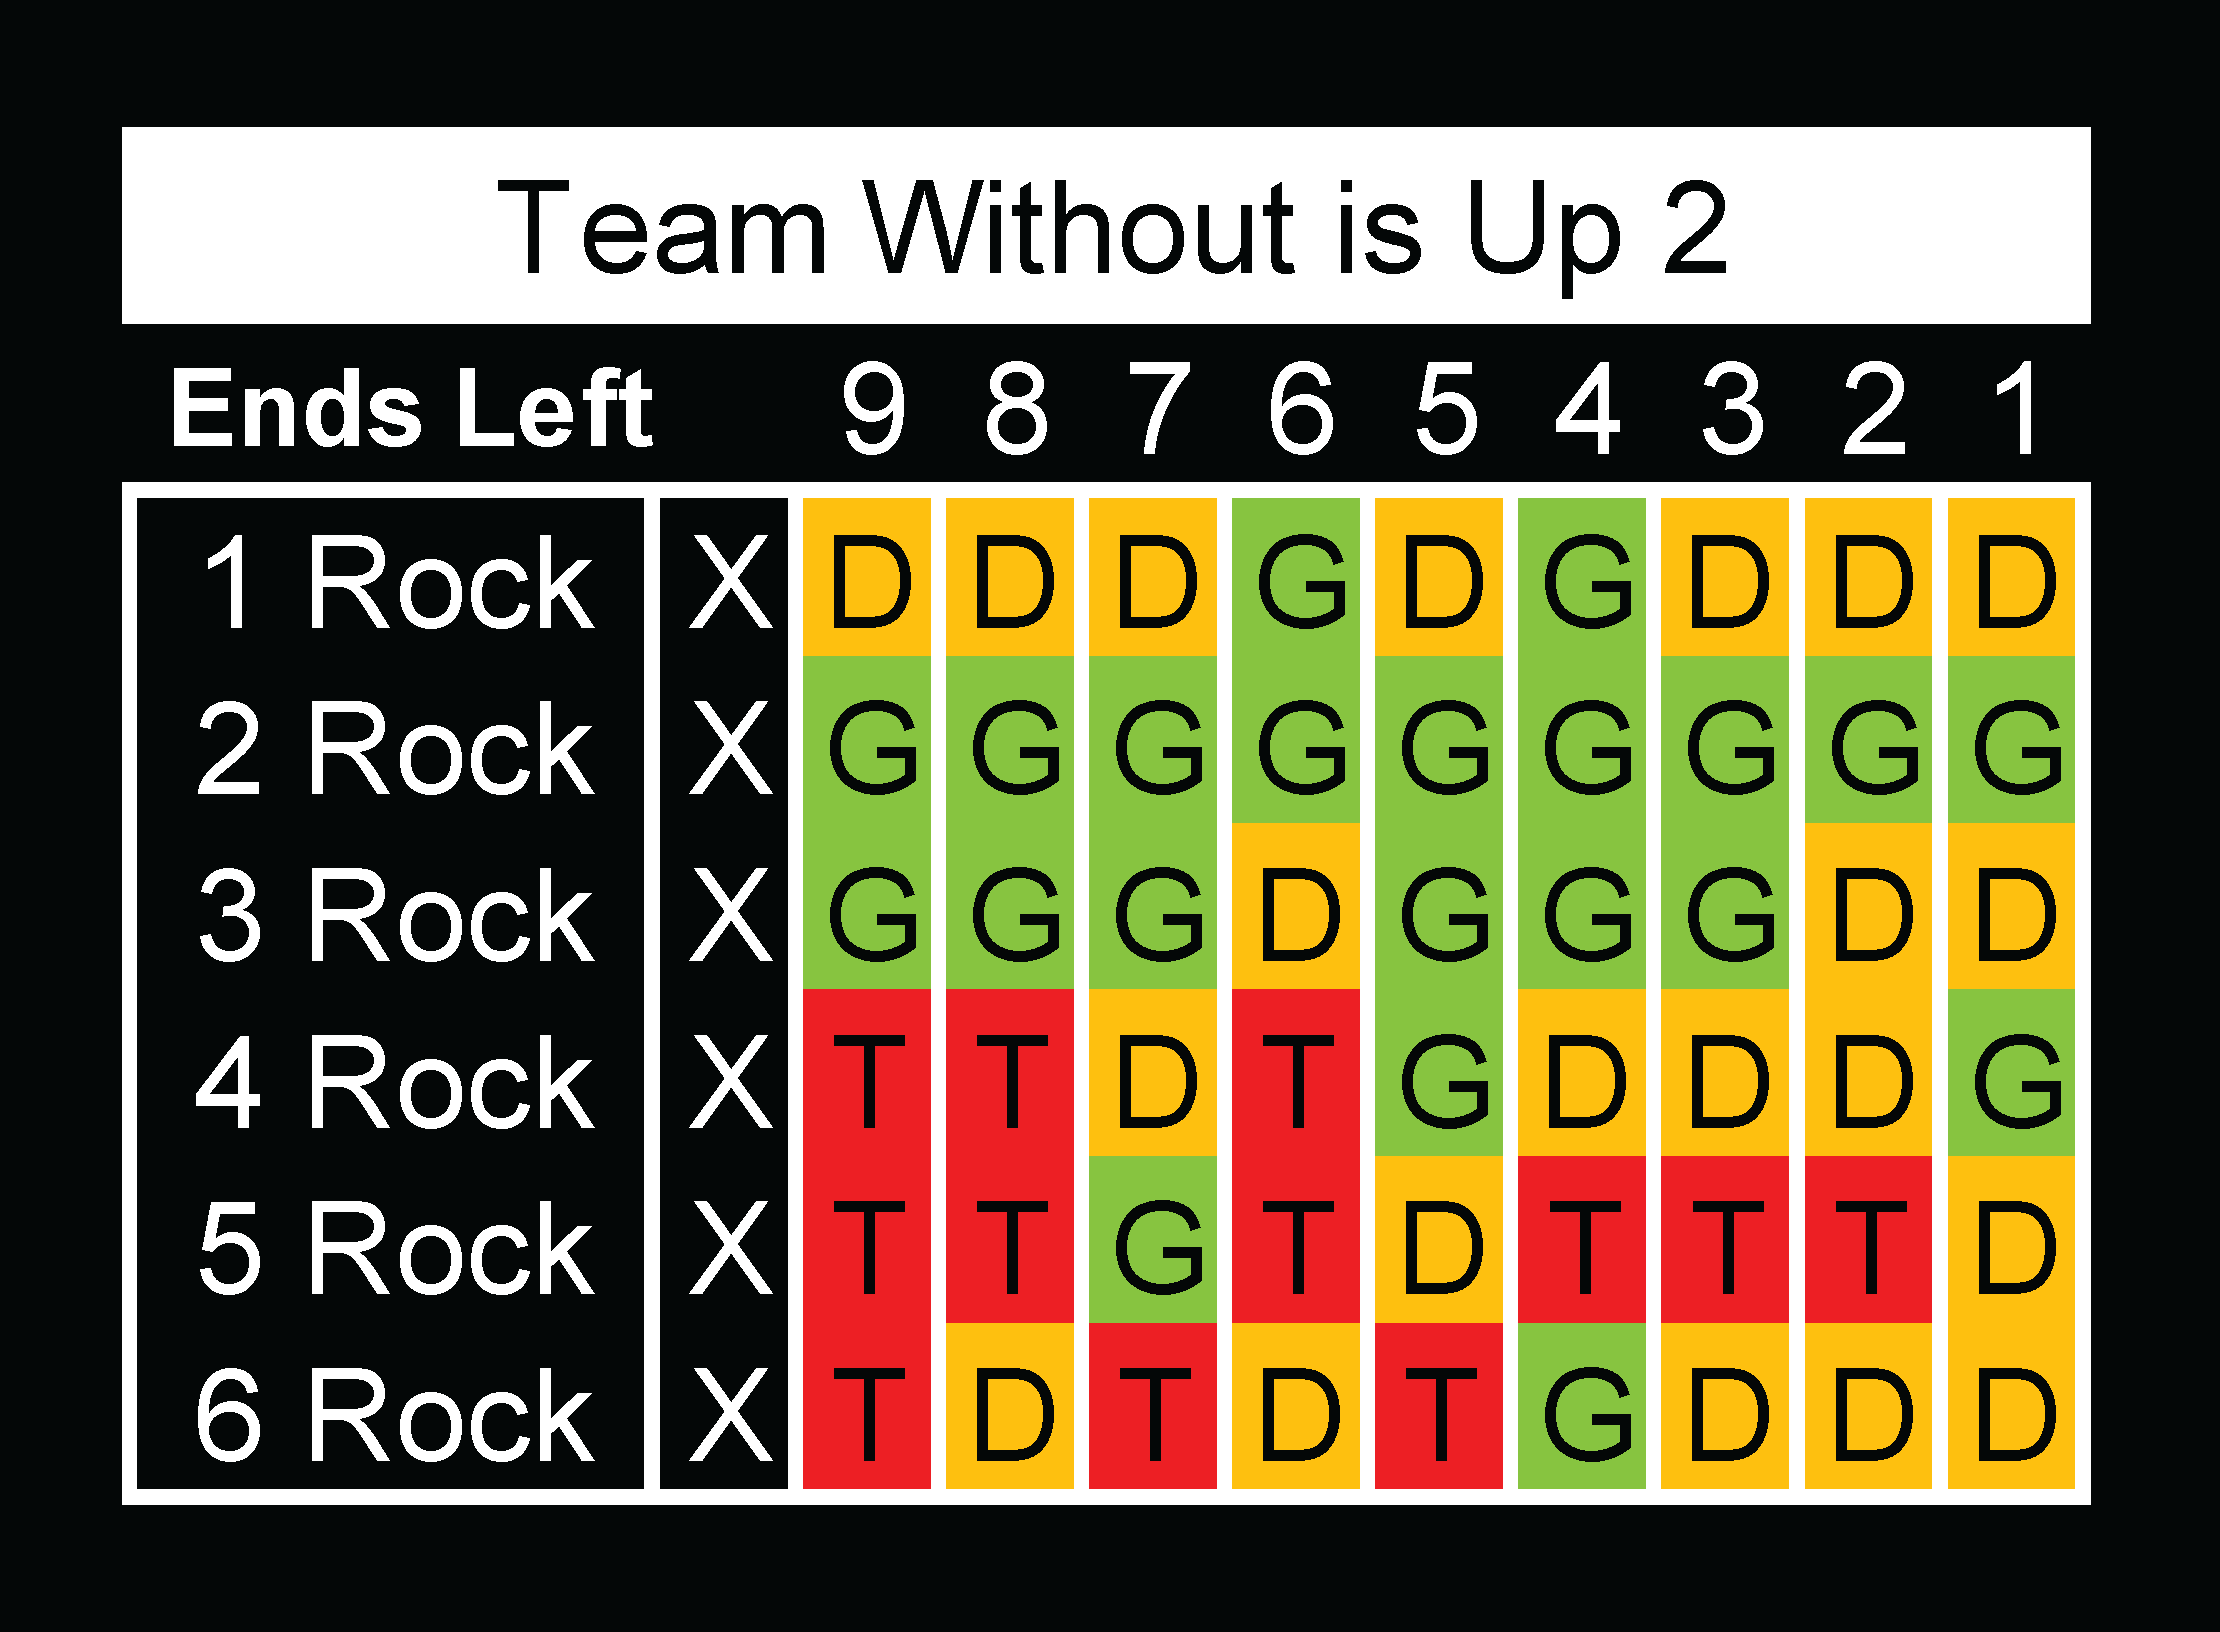 Team Without is Up 2
Ends Left 9 8 7 6 5 4 3 2 1
1 Rock X D D D G D G D D D
2 Rock X G G G G G G G G G
3 Rock X G G G D G G G D D
4 Rock X T T D T G D D D G
5 Rock X T T G T D T T T D
6 Rock X T D T D T G D D D